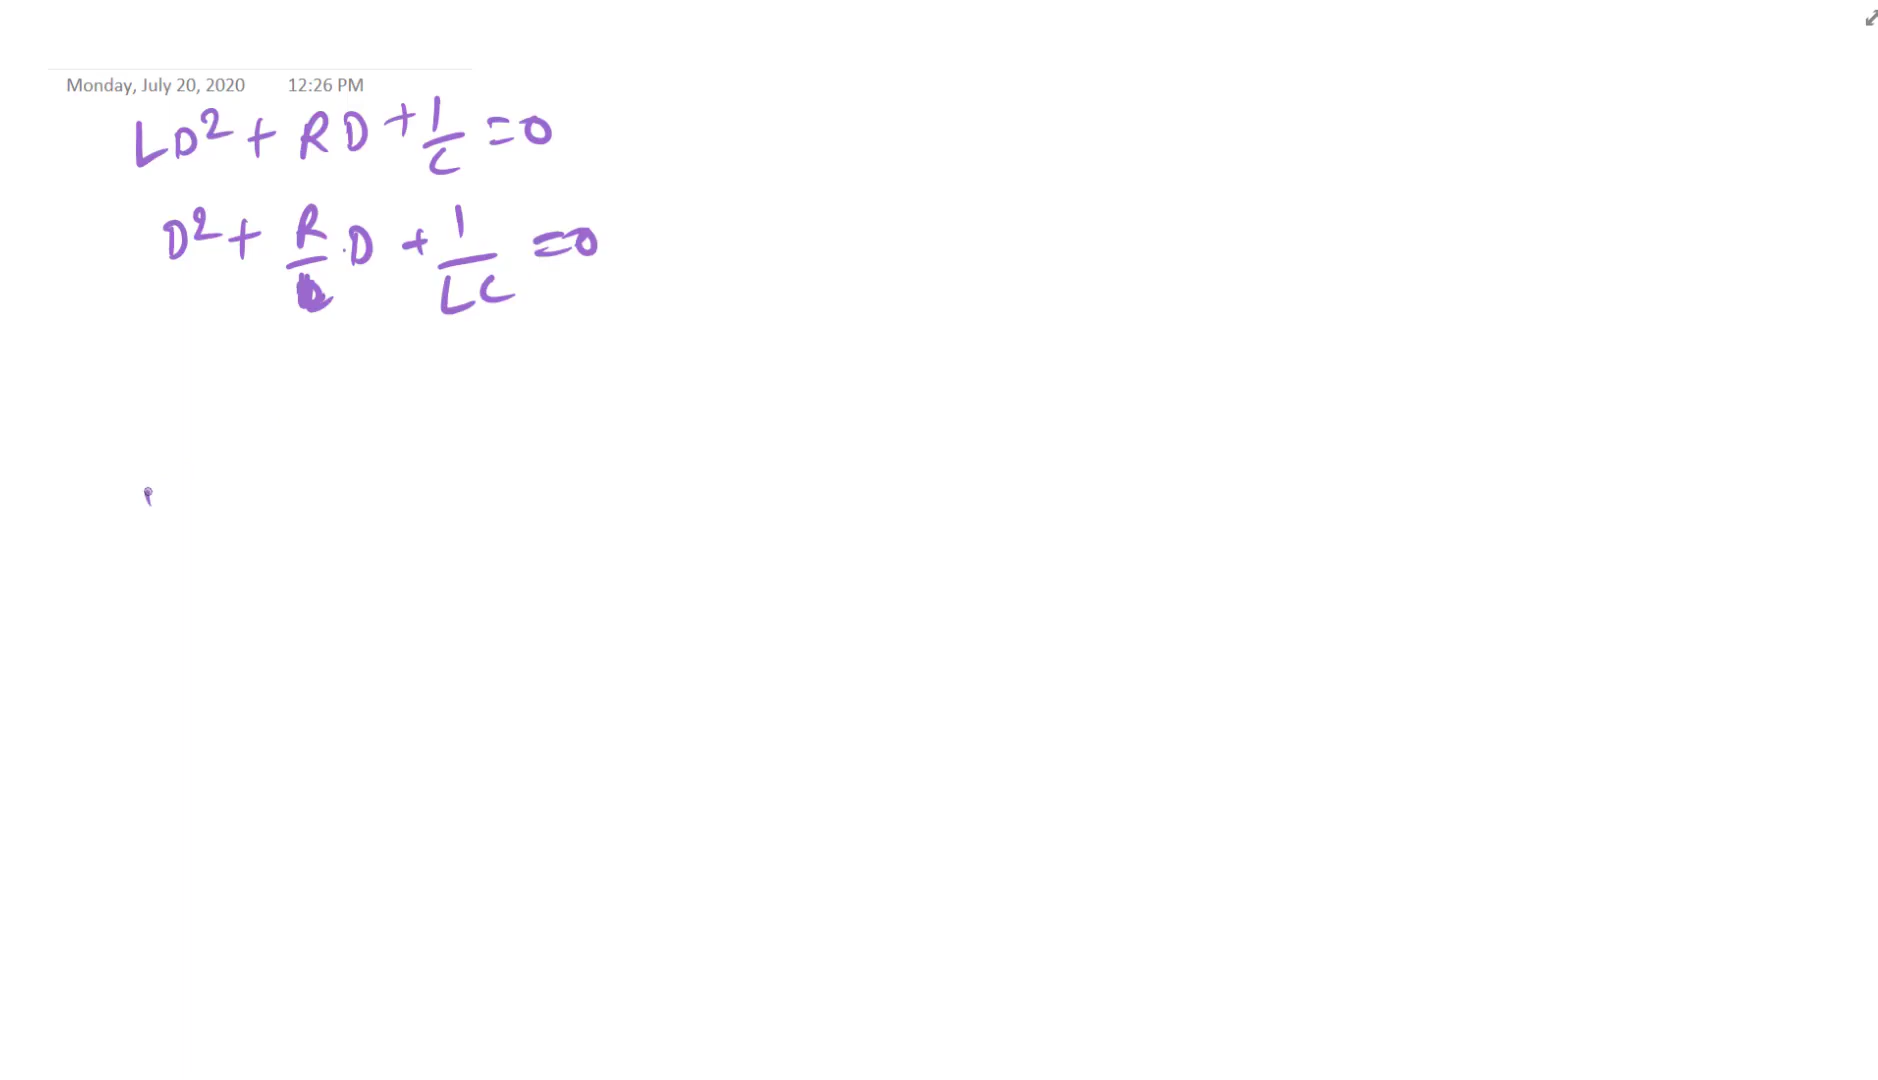 Monday, July 20, 2020 12:26 PM
LD² + RD + 1/C = 0
D² + R/L · D + 1/LC = 0